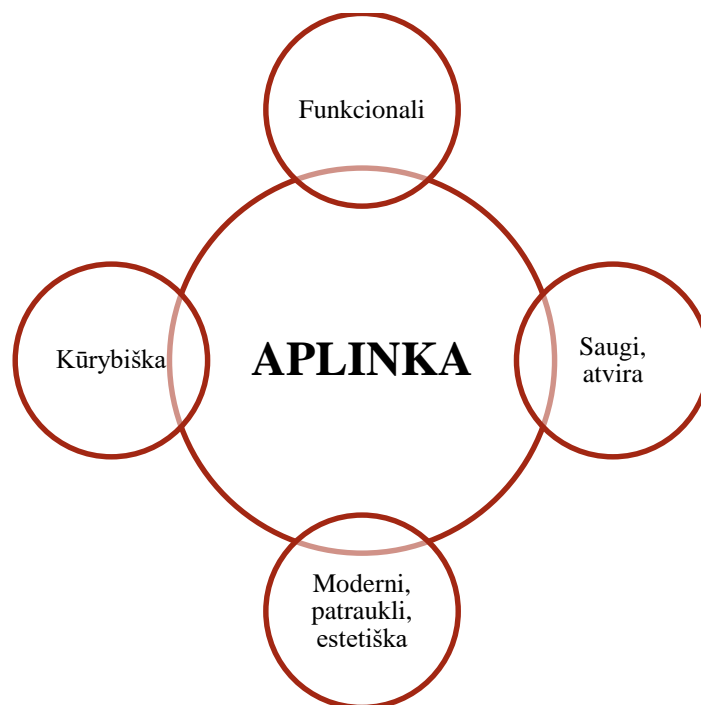 Funkcionali
Kūrybiška
APLINKA
Saugi,
atvira
Moderni,
patraukli,
estetiška